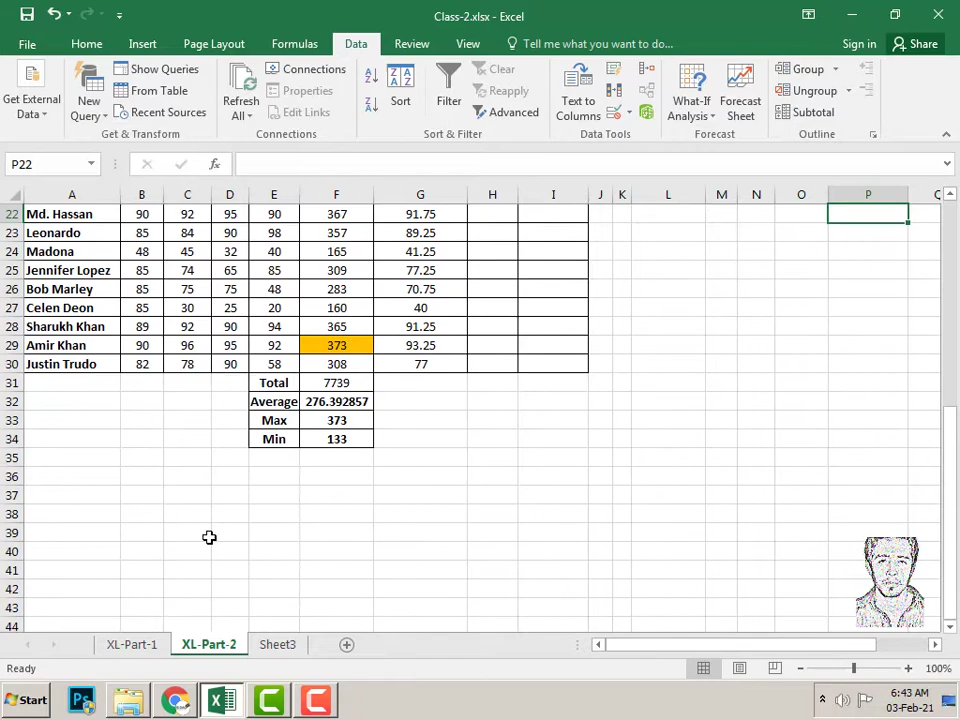 Class-2.xlsx - Excel
File Home Insert Page Layout Formulas Data Review View Tell me what you want to do... Sign in Share
Get External Data
New Query
Show Queries
From Table
Recent Sources
Get & Transform
Refresh All
Connections
Properties
Edit Links
Connections
Sort
Filter
Clear
Reapply
Advanced
Sort & Filter
Text to Columns
Data Tools
What-If Analysis
Forecast Sheet
Forecast
Group
Ungroup
Subtotal
Outline
P22 fx
A B C D E F G H I J K L M N O P Q
22 Md. Hassan 90 92 95 90 367 91.75
23 Leonardo 85 84 90 98 357 89.25
24 Madona 48 45 32 40 165 41.25
25 Jennifer Lopez 85 74 65 85 309 77.25
26 Bob Marley 85 75 75 48 283 70.75
27 Celen Deon 85 30 25 20 160 40
28 Sharukh Khan 89 92 90 94 365 91.25
29 Amir Khan 90 96 95 92 373 93.25
30 Justin Trudo 82 78 90 58 308 77
31 Total 7739
32 Average 276.392857
33 Max 373
34 Min 133
35
36
37
38
39
40
41
42
43
44
XL-Part-1 XL-Part-2 Sheet3
Ready 100%
Start Ps 6:43 AM
03-Feb-21